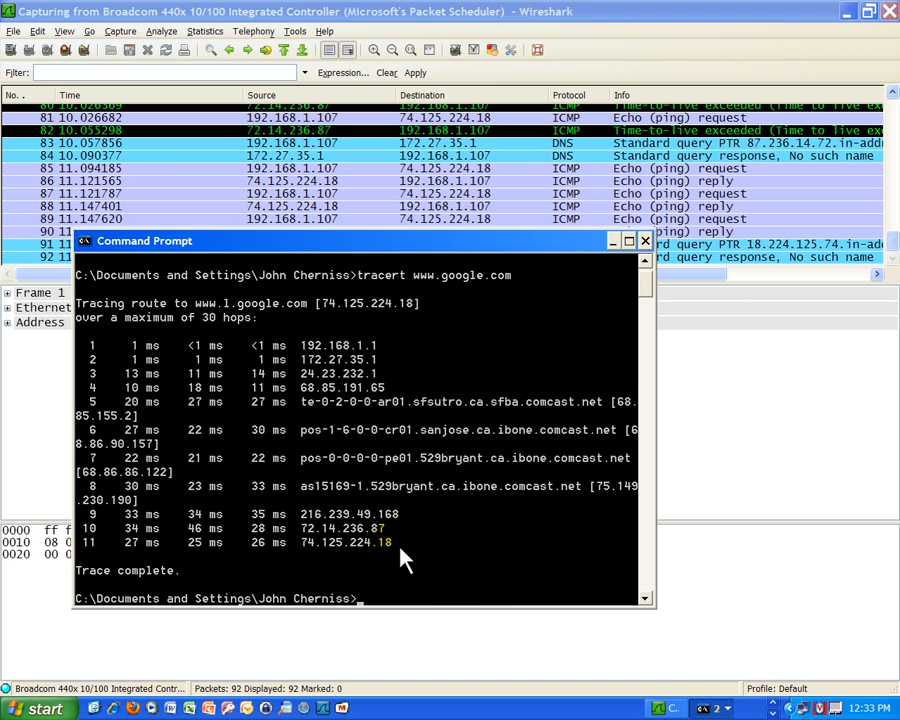 Capturing from Broadcom 440x 10/100 Integrated Controller (Microsoft's Packet Scheduler) - Wireshark
File Edit View Go Capture Analyze Statistics Telephony Tools Help
Filter: Expression... Clear Apply
No. . Time Source Destination Protocol Info
80 10.026309 72.14.236.87 192.168.1.107 ICMP Time-to-live exceeded (Time to live ex
81 10.026682 192.168.1.107 74.125.224.18 ICMP Echo (ping) request
82 10.055298 72.14.236.87 192.168.1.107 ICMP Time-to-live exceeded (Time to live ex
83 10.057856 192.168.1.107 172.27.35.1 DNS Standard query PTR 87.236.14.72.in-addr
84 10.090377 172.27.35.1 192.168.1.107 DNS Standard query response, No such name
85 11.094185 192.168.1.107 74.125.224.18 ICMP Echo (ping) request
86 11.121565 74.125.224.18 192.168.1.107 ICMP Echo (ping) reply
87 11.121787 192.168.1.107 74.125.224.18 ICMP Echo (ping) request
88 11.147401 74.125.224.18 192.168.1.107 ICMP Echo (ping) reply
89 11.147620 192.168.1.107 74.125.224.18 ICMP Echo (ping) request
90 11 (ping) reply
91 11 rd query PTR 18.224.125.74.in-addr
92 11 rd query response, No such name
Command Prompt
Frame 1
Ethernet
Address
C:\Documents and Settings\John Cherniss>tracert www.google.com
Tracing route to www.l.google.com [74.125.224.18]
over a maximum of 30 hops:
1 1 ms <1 ms <1 ms 192.168.1.1
2 1 ms 1 ms 1 ms 172.27.35.1
3 13 ms 11 ms 14 ms 24.23.232.1
4 10 ms 18 ms 11 ms 68.85.191.65
5 20 ms 27 ms 27 ms te-0-2-0-0-ar01.sfsutro.ca.sfba.comcast.net [68.
85.155.2]
6 27 ms 22 ms 30 ms pos-1-6-0-0-cr01.sanjose.ca.ibone.comcast.net [6
8.86.90.157]
7 22 ms 21 ms 22 ms pos-0-0-0-0-pe01.529bryant.ca.ibone.comcast.net
[68.86.86.122]
8 30 ms 23 ms 33 ms as15169-1.529bryant.ca.ibone.comcast.net [75.149
.230.190]
9 33 ms 34 ms 35 ms 216.239.49.168
10 34 ms 46 ms 28 ms 72.14.236.87
11 27 ms 25 ms 26 ms 74.125.224.18
Trace complete.
C:\Documents and Settings\John Cherniss>_
0000 ff f
0010 08 0
0020 00 0
Broadcom 440x 10/100 Integrated Contr... Packets: 92 Displayed: 92 Marked: 0 Profile: Default
start C.. 2 12:33 PM